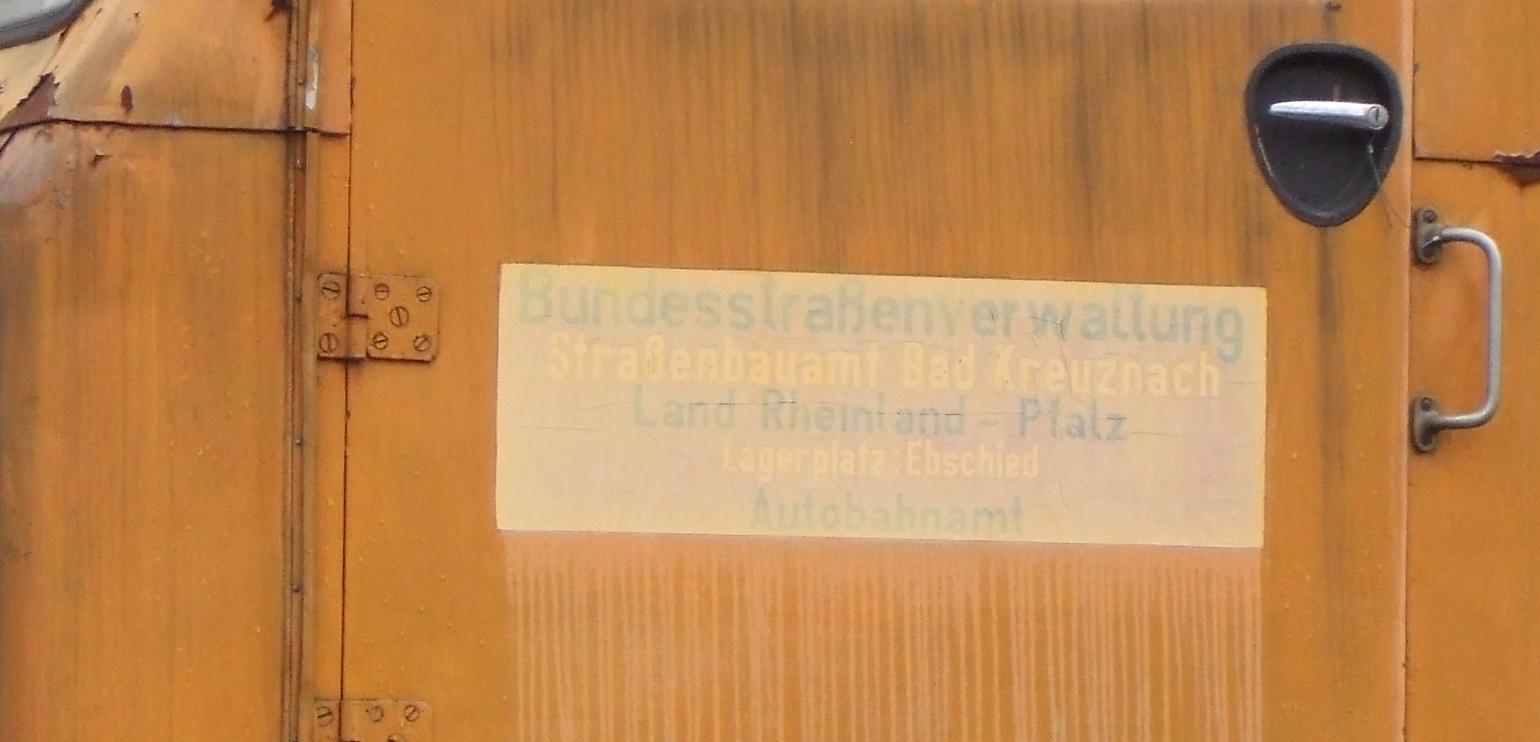 Bundesstraßenverwaltung
Straßenbauamt Bad Kreuznach
Land Rheinland - Pfalz
Lagerplatz: Ebschied
Autobahnamt